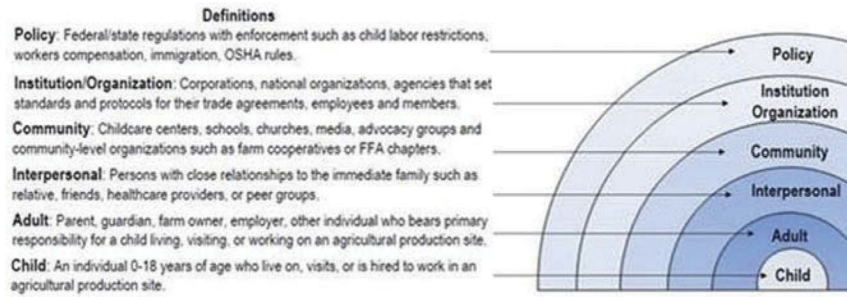 Definitions
Policy: Federal/state regulations with enforcement such as child labor restrictions,
workers compensation, immigration, OSHA rules.
Institution/Organization: Corporations, national organizations, agencies that set
standards and protocols for their trade agreements, employees and members.
Community: Childcare centers, schools, churches, media, advocacy groups and
community-level organizations such as farm cooperatives or FFA chapters.
Interpersonal: Persons with close relationships to the immediate family such as
relative, friends, healthcare providers, or peer groups.
Adult: Parent, guardian, farm owner, employer, other individual who bears primary
responsibility for a child living, visiting, or working on an agricultural production site.
Child: An individual 0-18 years of age who live on, visits, or is hired to work in an
agricultural production site.
Policy
Institution
Organization
Community
Interpersonal
Adult
Child